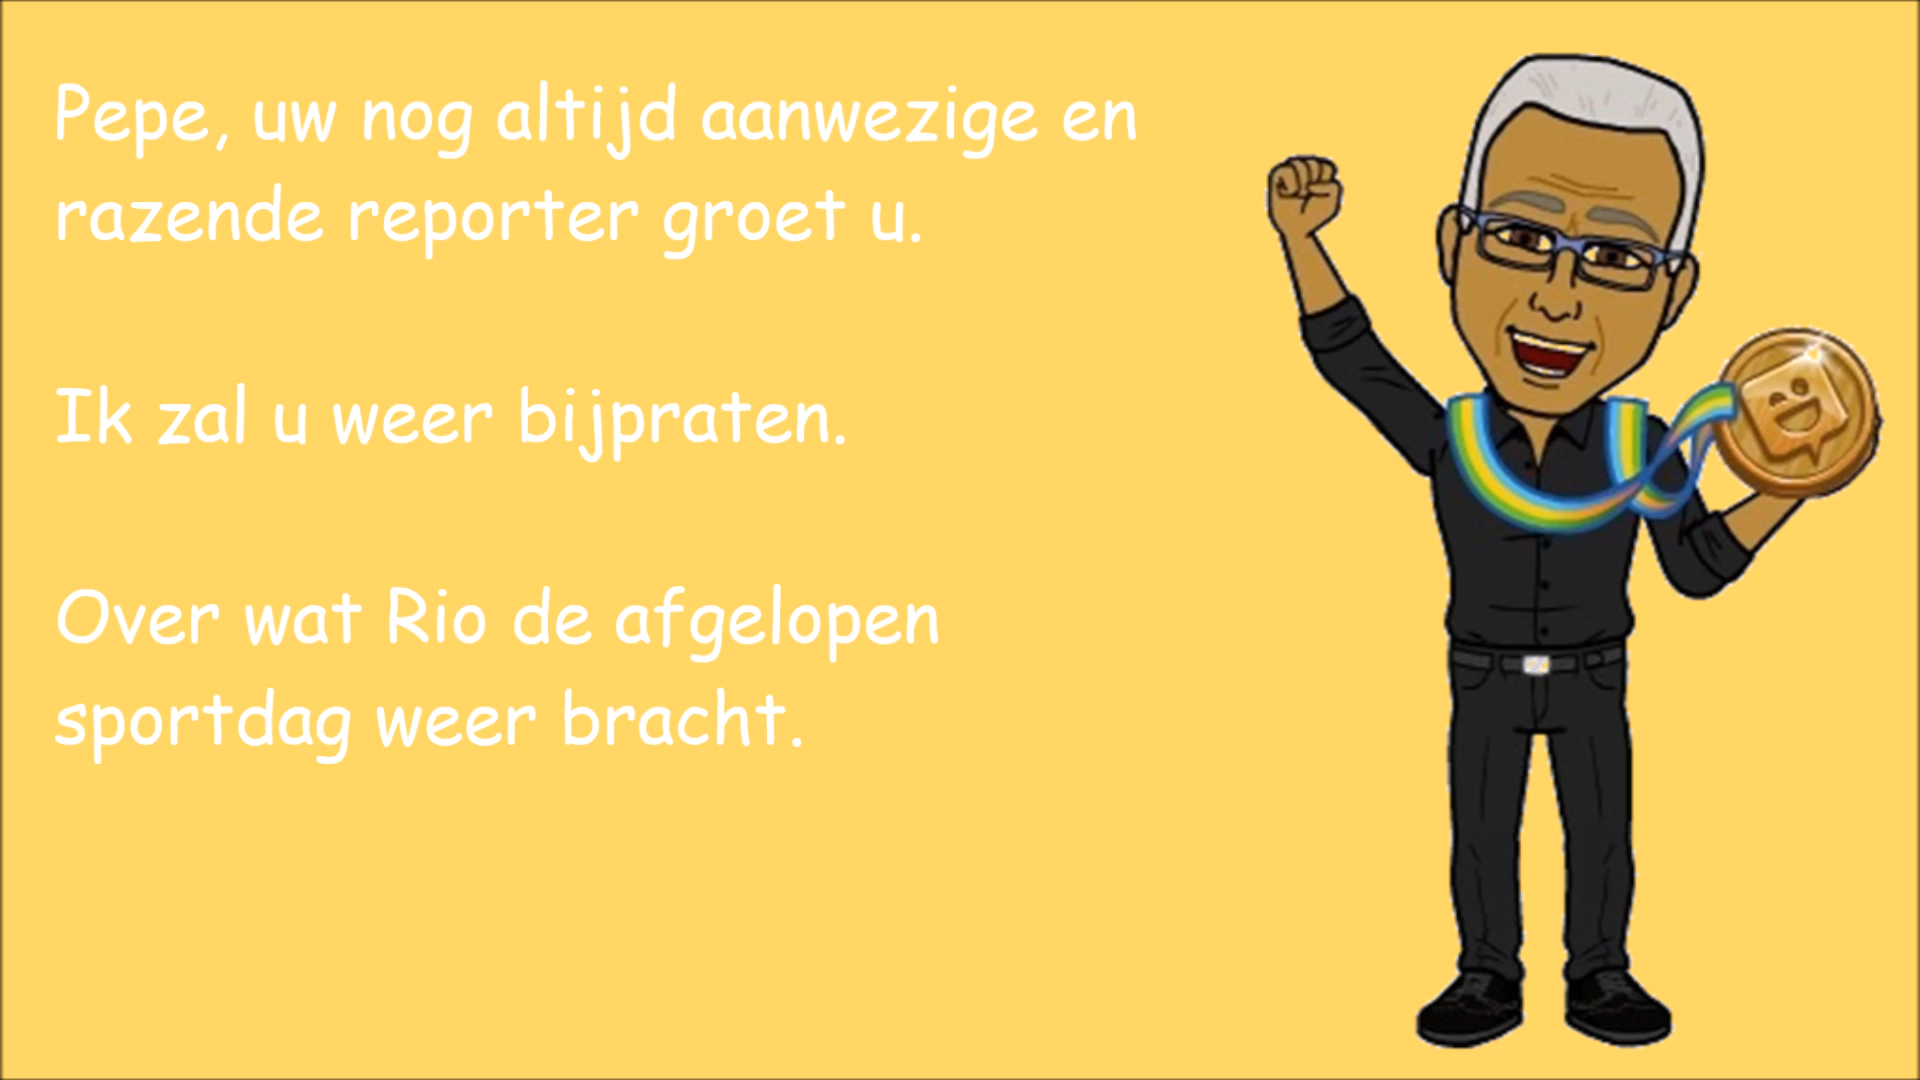 Pepe, uw nog altijd aanwezige en
razende reporter groet u.
Ik zal u weer bijpraten.
Over wat Rio de afgelopen
sportdag weer bracht.